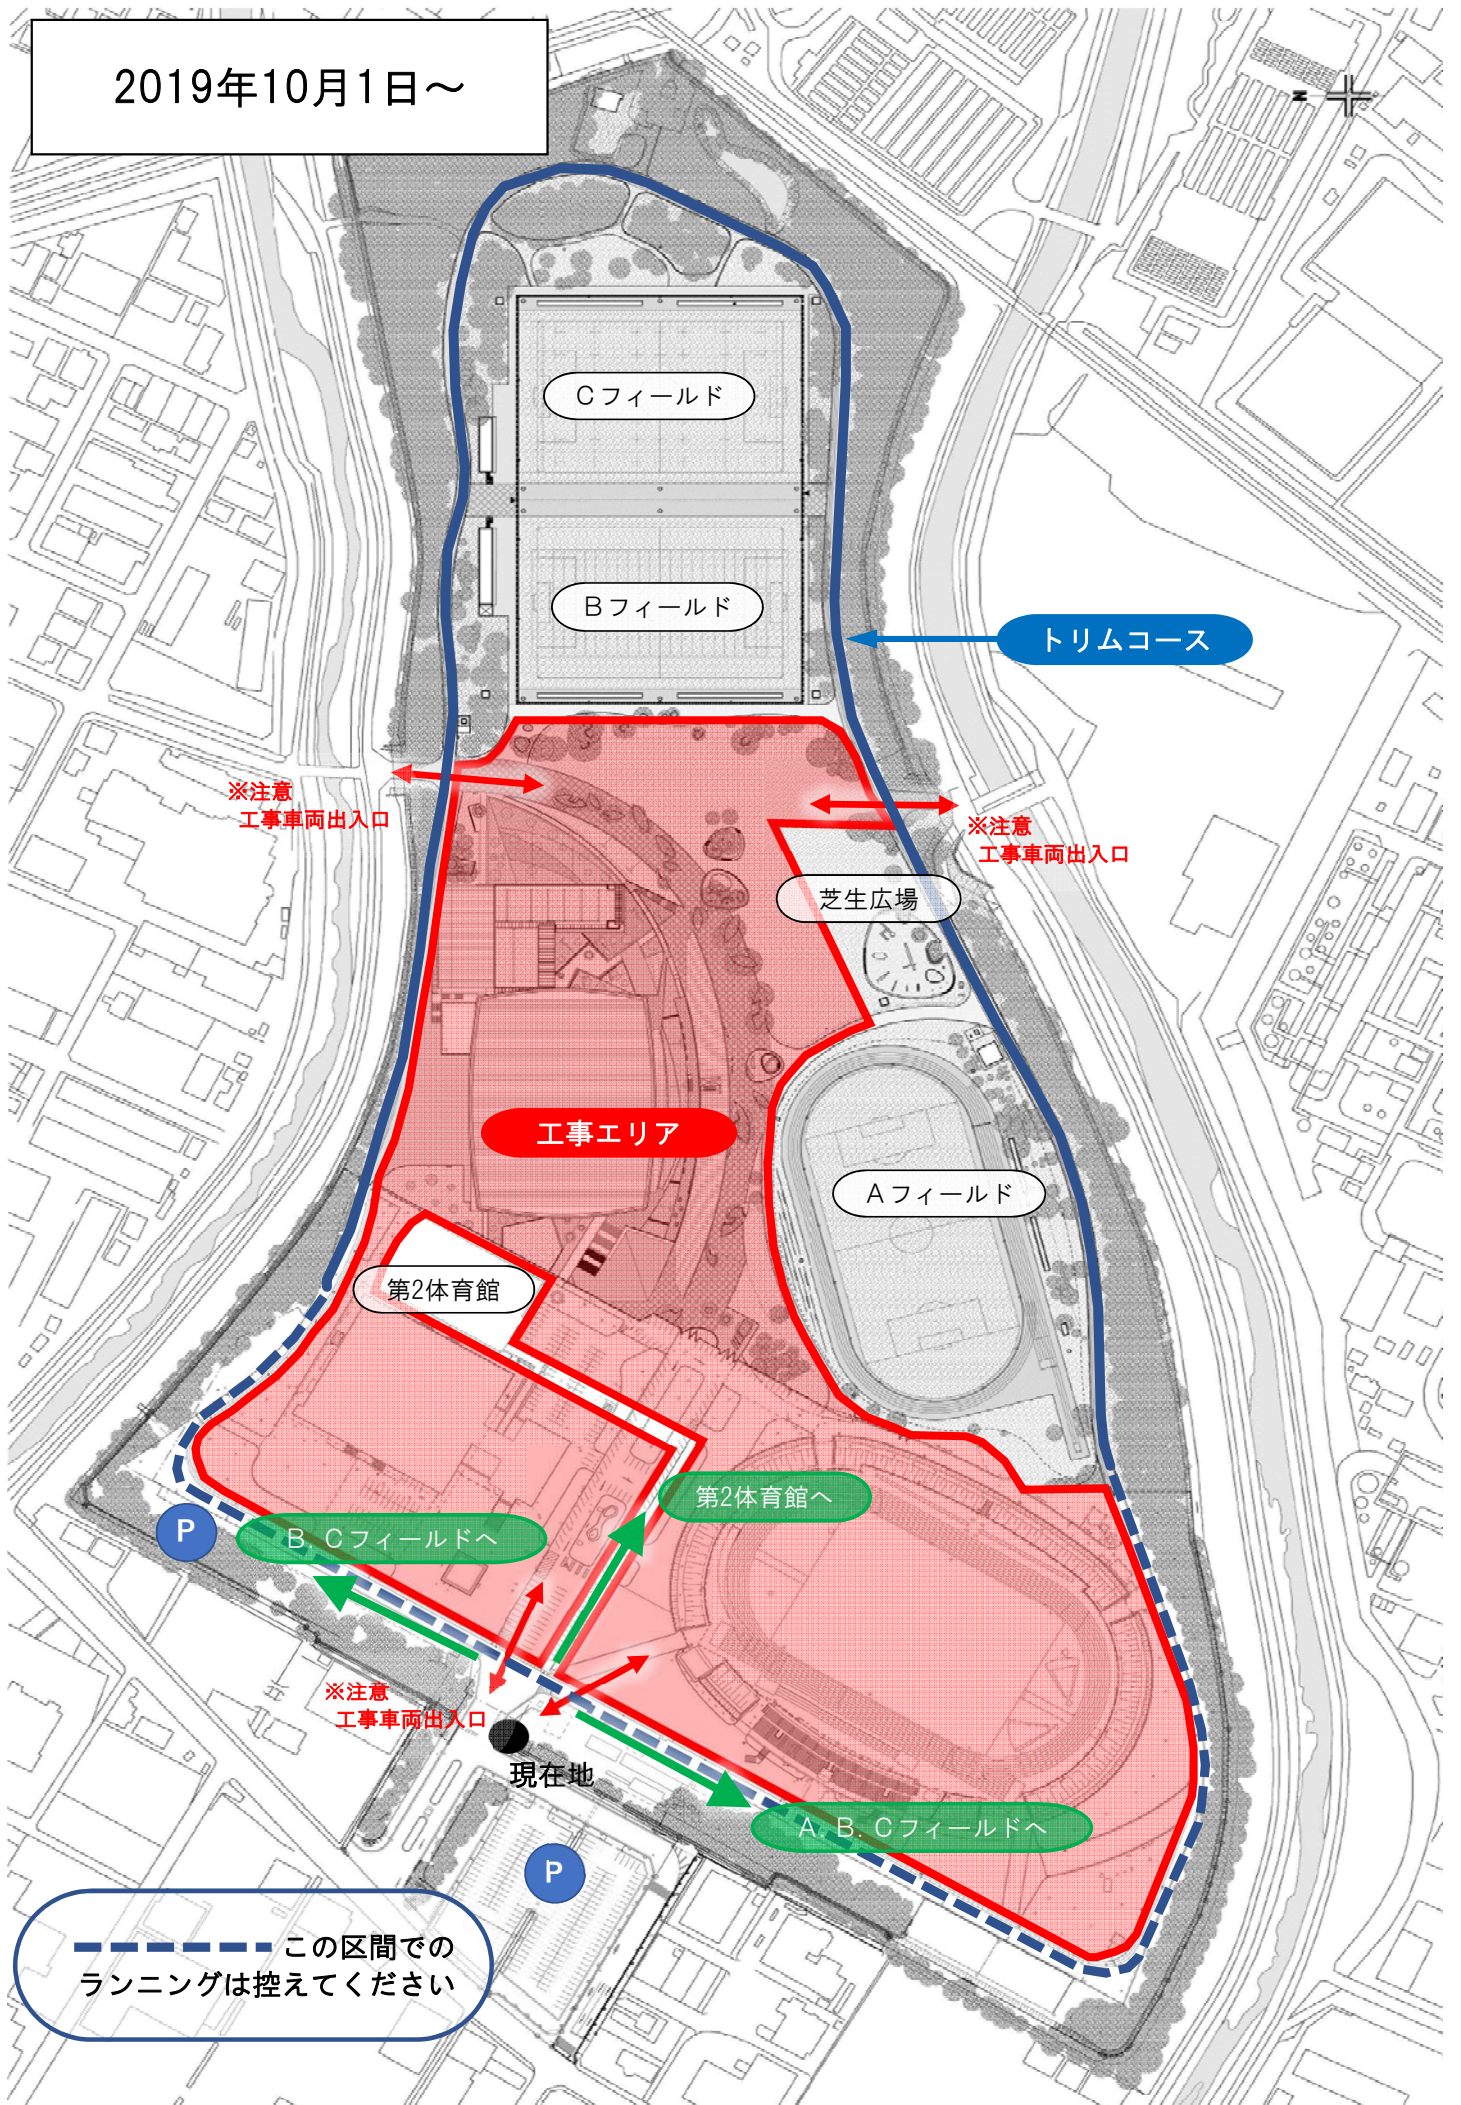 2019年10月1日～
N
Cフィールド
Bフィールド
トリムコース
※注意
工事車両出入口
※注意
工事車両出入口
芝生広場
工事エリア
Aフィールド
第2体育館
第2体育館へ
P
B.Cフィールドへ
※注意
工事車両出入口
現在地
A.B.Cフィールドへ
P
この区間での
ランニングは控えてください